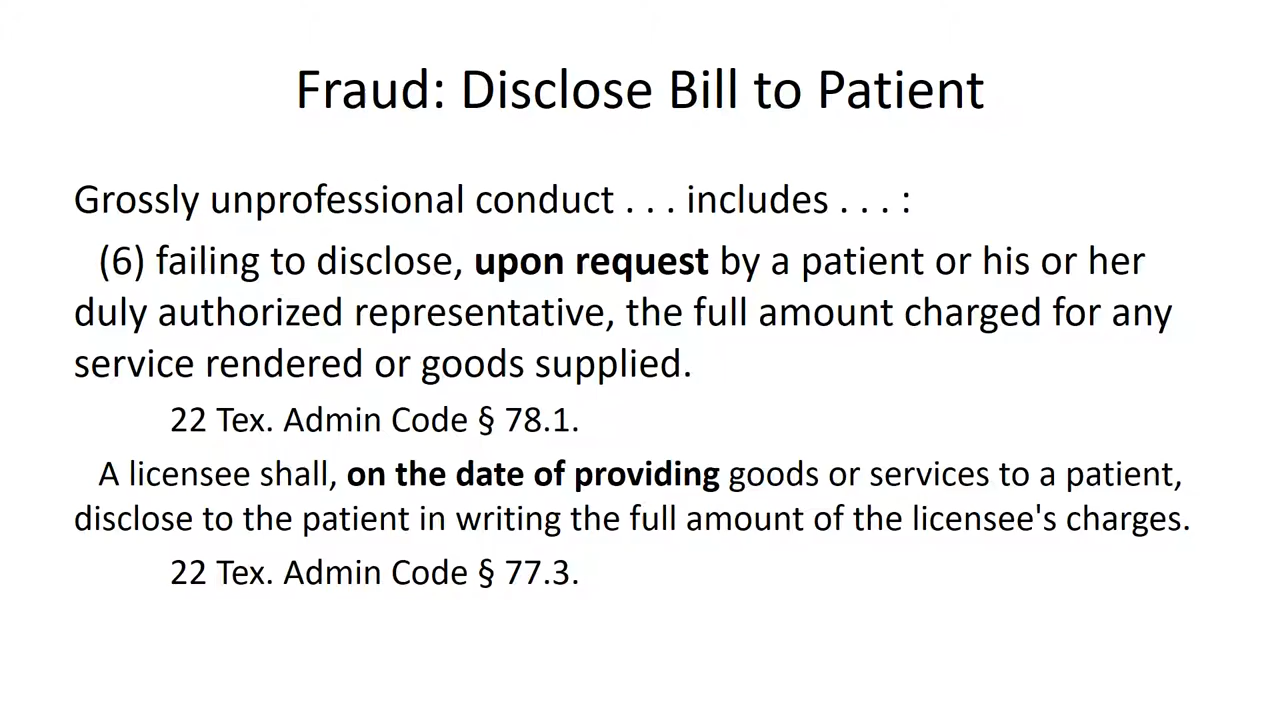 Fraud: Disclose Bill to Patient
Grossly unprofessional conduct . . . includes . . . :
(6) failing to disclose, upon request by a patient or his or her
duly authorized representative, the full amount charged for any
service rendered or goods supplied.
22 Tex. Admin Code § 78.1.
A licensee shall, on the date of providing goods or services to a patient,
disclose to the patient in writing the full amount of the licensee's charges.
22 Tex. Admin Code § 77.3.